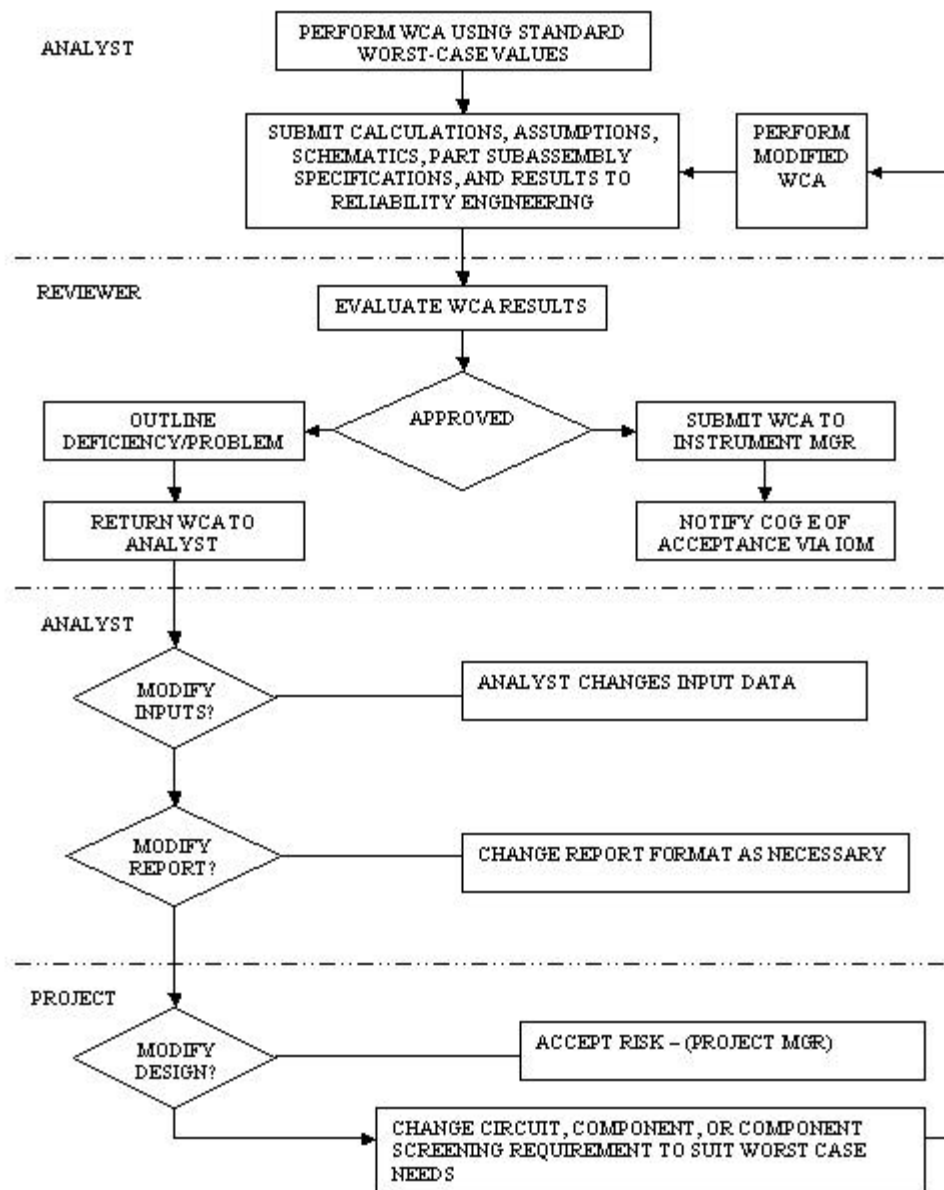 ANALYST
PERFORM WCA USING STANDARD
WORST-CASE VALUES
SUBMIT CALCULATIONS, ASSUMPTIONS,
SCHEMATICS, PART SUBASSEMBLY
SPECIFICATIONS, AND RESULTS TO
RELIABILITY ENGINEERING
PERFORM
MODIFIED
WCA
REVIEWER
EVALUATE WCA RESULTS
APPROVED
OUTLINE
DEFICIENCY/PROBLEM
SUBMIT WCA TO
INSTRUMENT MGR
RETURN WCA TO
ANALYST
NOTIFY COG E OF
ACCEPTANCE VIA IOM
ANALYST
MODIFY
INPUTS?
ANALYST CHANGES INPUT DATA
MODIFY
REPORT?
CHANGE REPORT FORMAT AS NECESSARY
PROJECT
MODIFY
DESIGN?
ACCEPT RISK – (PROJECT MGR)
CHANGE CIRCUIT, COMPONENT, OR COMPONENT
SCREENING REQUIREMENT TO SUIT WORST CASE
NEEDS